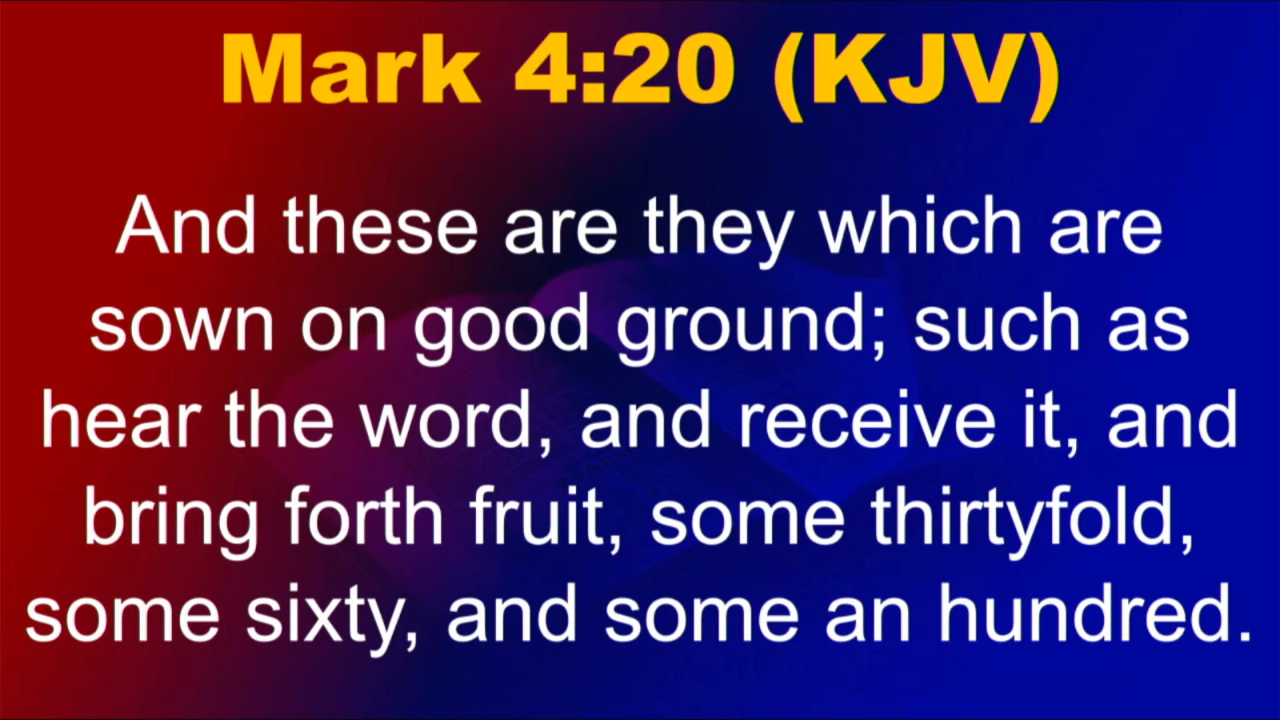 Mark 4:20 (KJV)
And these are they which are
sown on good ground; such as
hear the word, and receive it, and
bring forth fruit, some thirtyfold,
some sixty, and some an hundred.